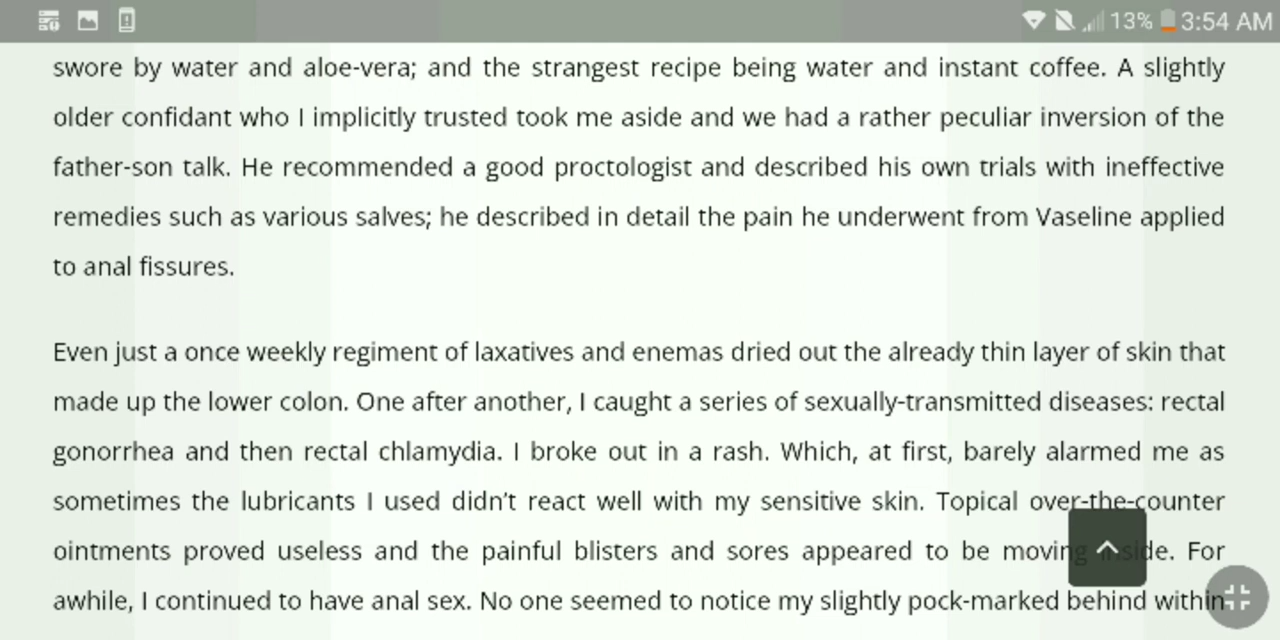 13% 3:54 AM
swore by water and aloe-vera; and the strangest recipe being water and instant coffee. A slightly
older confidant who I implicitly trusted took me aside and we had a rather peculiar inversion of the
father-son talk. He recommended a good proctologist and described his own trials with ineffective
remedies such as various salves; he described in detail the pain he underwent from Vaseline applied
to anal fissures.
Even just a once weekly regiment of laxatives and enemas dried out the already thin layer of skin that
made up the lower colon. One after another, I caught a series of sexually-transmitted diseases: rectal
gonorrhea and then rectal chlamydia. I broke out in a rash. Which, at first, barely alarmed me as
sometimes the lubricants I used didn’t react well with my sensitive skin. Topical over-the-counter
ointments proved useless and the painful blisters and sores appeared to be moving inside. For
awhile, I continued to have anal sex. No one seemed to notice my slightly pock-marked behind within